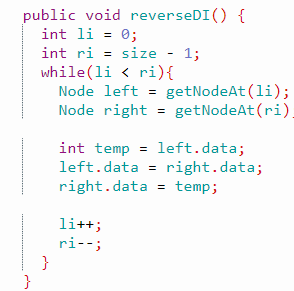 public void reverseDI() {
int li = 0;
int ri = size - 1;
while(li < ri){
Node left = getNodeAt(li);
Node right = getNodeAt(ri)
int temp = left.data;
left.data = right.data;
right.data = temp;
li++;
ri--;
}
}